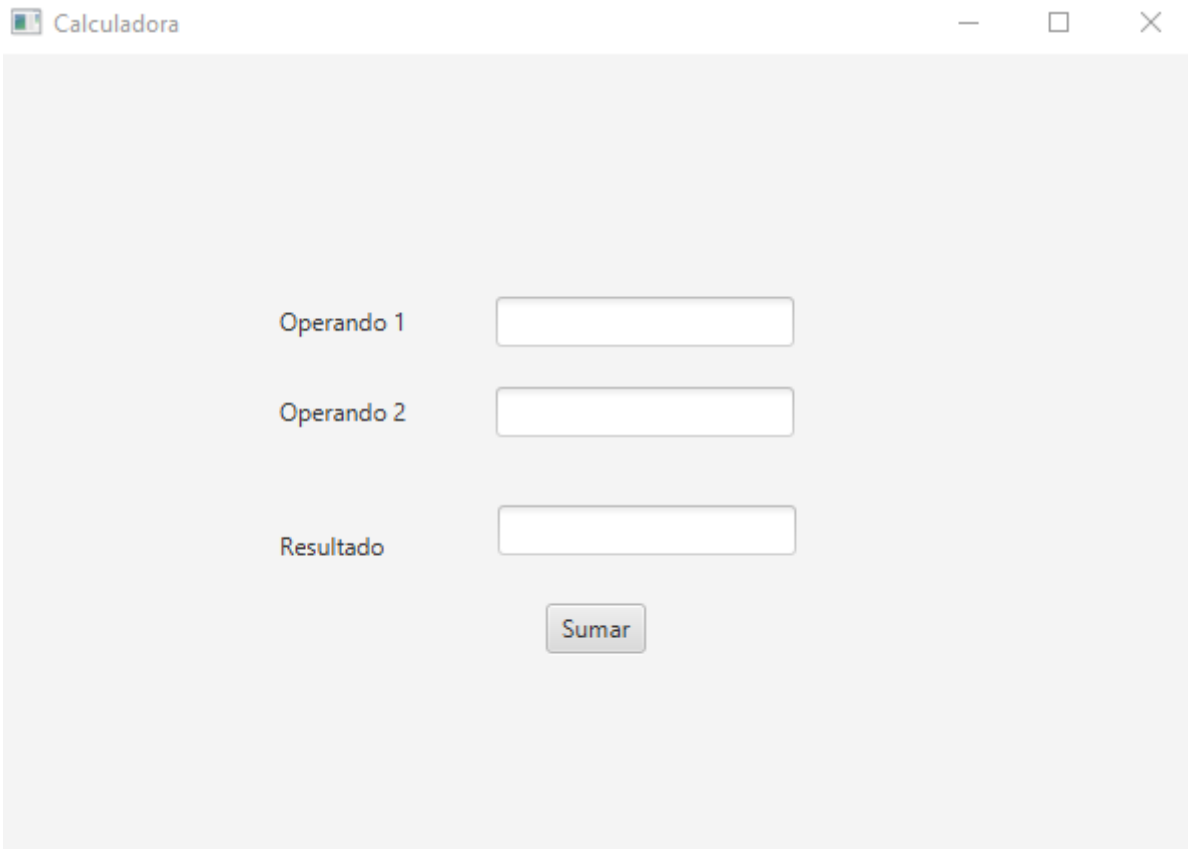 Calculadora
Operando 1
Operando 2
Resultado
Sumar